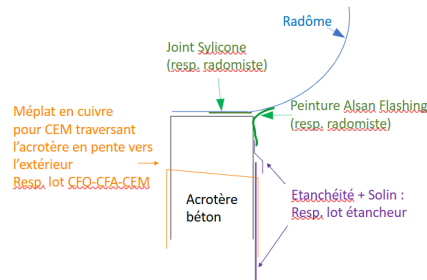 Radôme
Joint Sylicone
(resp. radomiste)
Peinture Alsan Flashing
(resp. radomiste)
Méplat en cuivre
pour CEM traversant
l'acrotère en pente vers
l'extérieur
Resp. lot CFO-CFA-CEM
Acrotère
béton
Etanchéité + Solin :
Resp. lot étancheur